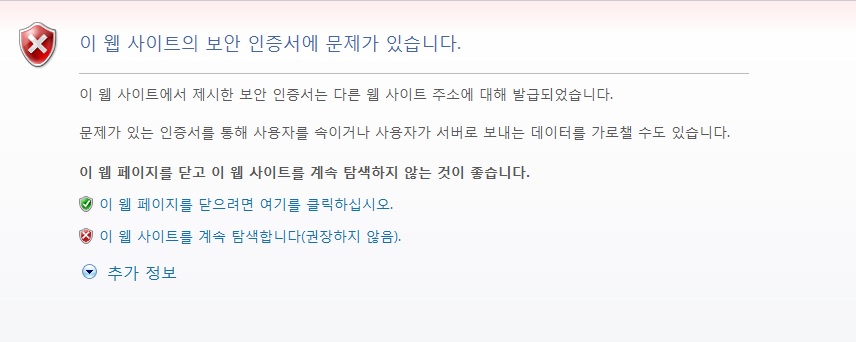 이 웹 사이트의 보안 인증서에 문제가 있습니다.
이 웹 사이트에서 제시한 보안 인증서는 다른 웹 사이트 주소에 대해 발급되었습니다.
문제가 있는 인증서를 통해 사용자를 속이거나 사용자가 서버로 보내는 데이터를 가로챌 수도 있습니다.
이 웹 페이지를 닫고 이 웹 사이트를 계속 탐색하지 않는 것이 좋습니다.
이 웹 페이지를 닫으려면 여기를 클릭하십시오.
이 웹 사이트를 계속 탐색합니다(권장하지 않음).
추가 정보